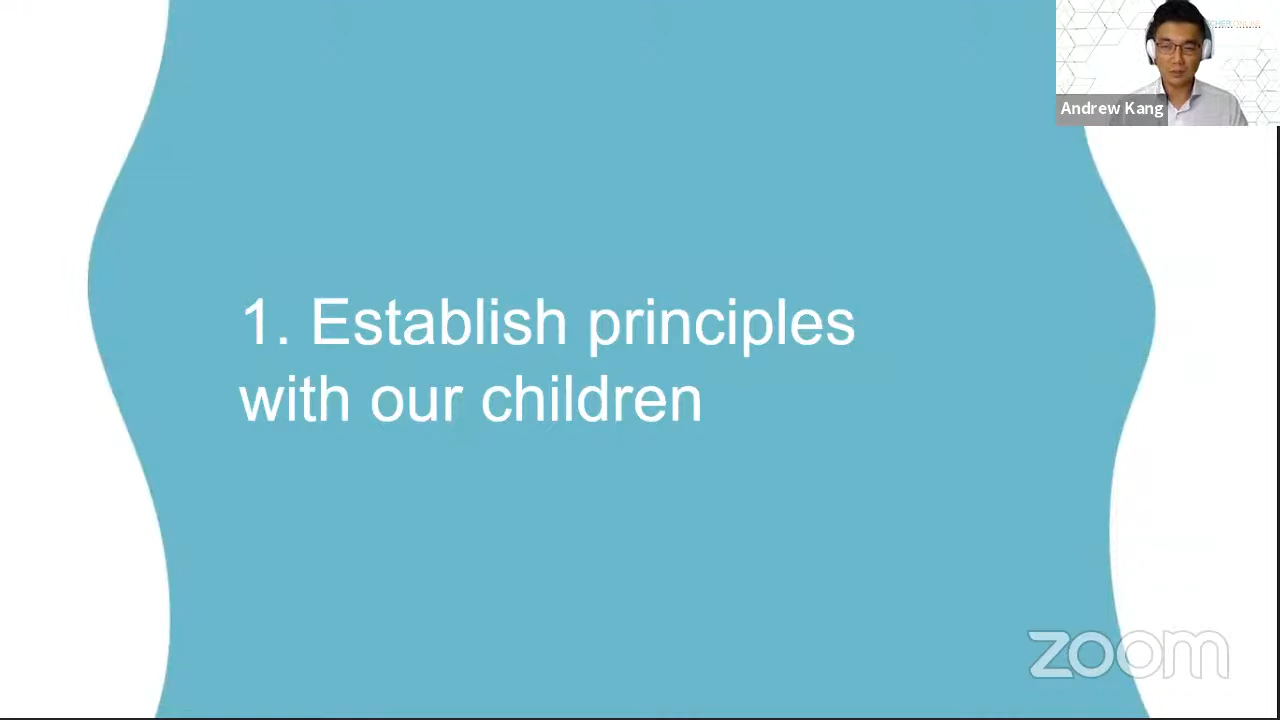 1. Establish principles
with our children
Andrew Kang
zoom